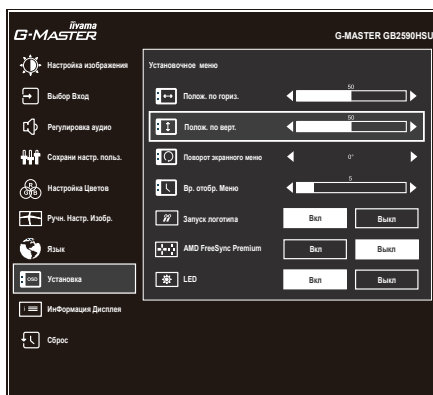 iiyama
G-MASTER
G-MASTER GB2590HSU
Настройка изображения
Выбор Вход
Регулировка аудио
Сохрани настр. польз.
Настройка Цветов
R
G B
Ручн. Настр. Изобр.
Язык
OSD Установка
i ИнФормация Дисплея
Сброс
Установочное меню
Полож. по гориз. 50
Полож. по верт. 50
Поворот экранного меню 0°
Вр. отобр. Меню 5
Запуск логотипа Вкл Выкл
AMD FreeSync Premium Вкл Выкл
LED Вкл Выкл